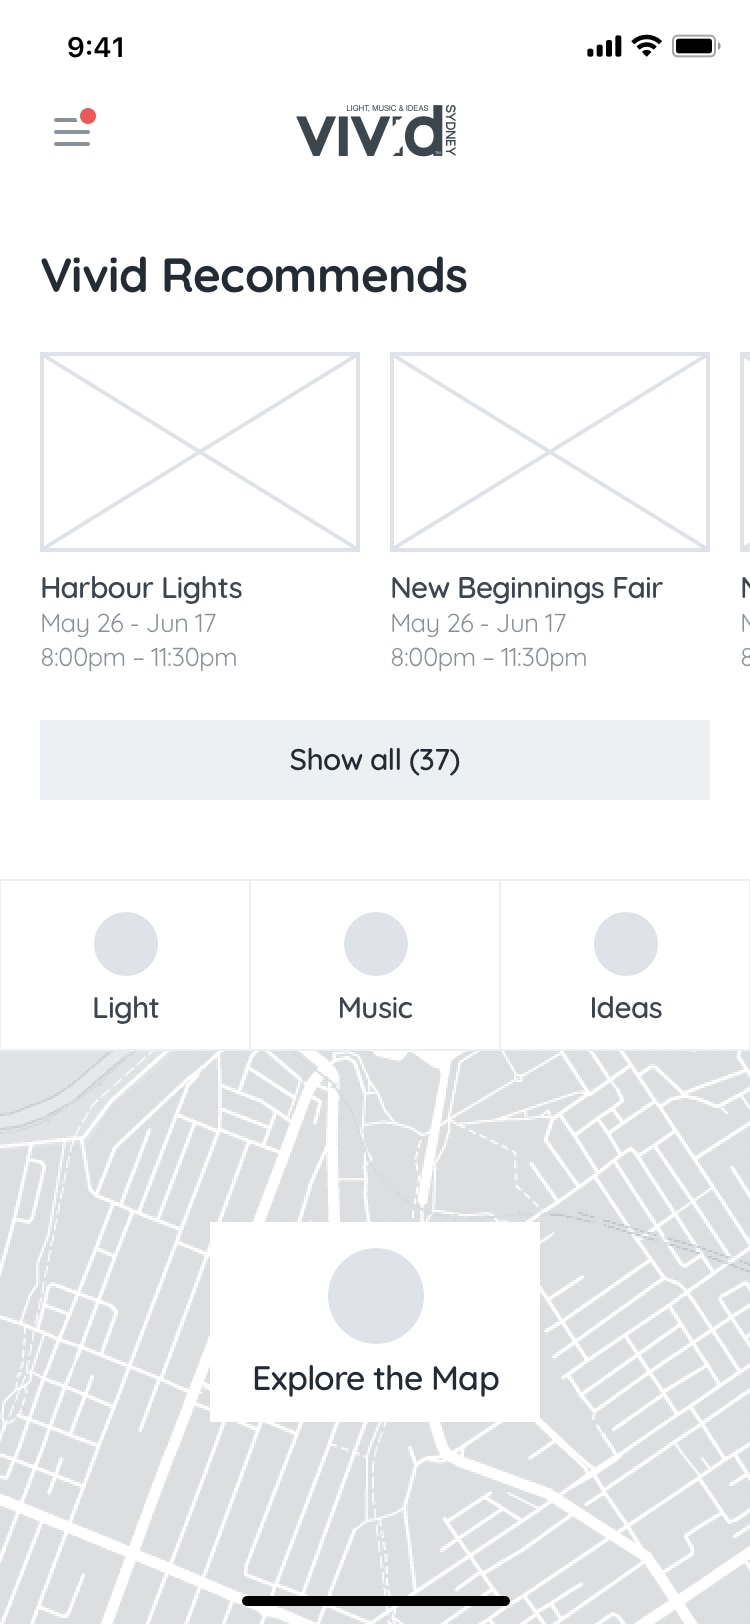 9:41
LIGHT, MUSIC & IDEAS
vivid
SYDNEY
Vivid Recommends
Harbour Lights
May 26 - Jun 17
8:00pm – 11:30pm
New Beginnings Fair
May 26 - Jun 17
8:00pm – 11:30pm
Show all (37)
Light
Music
Ideas
Explore the Map